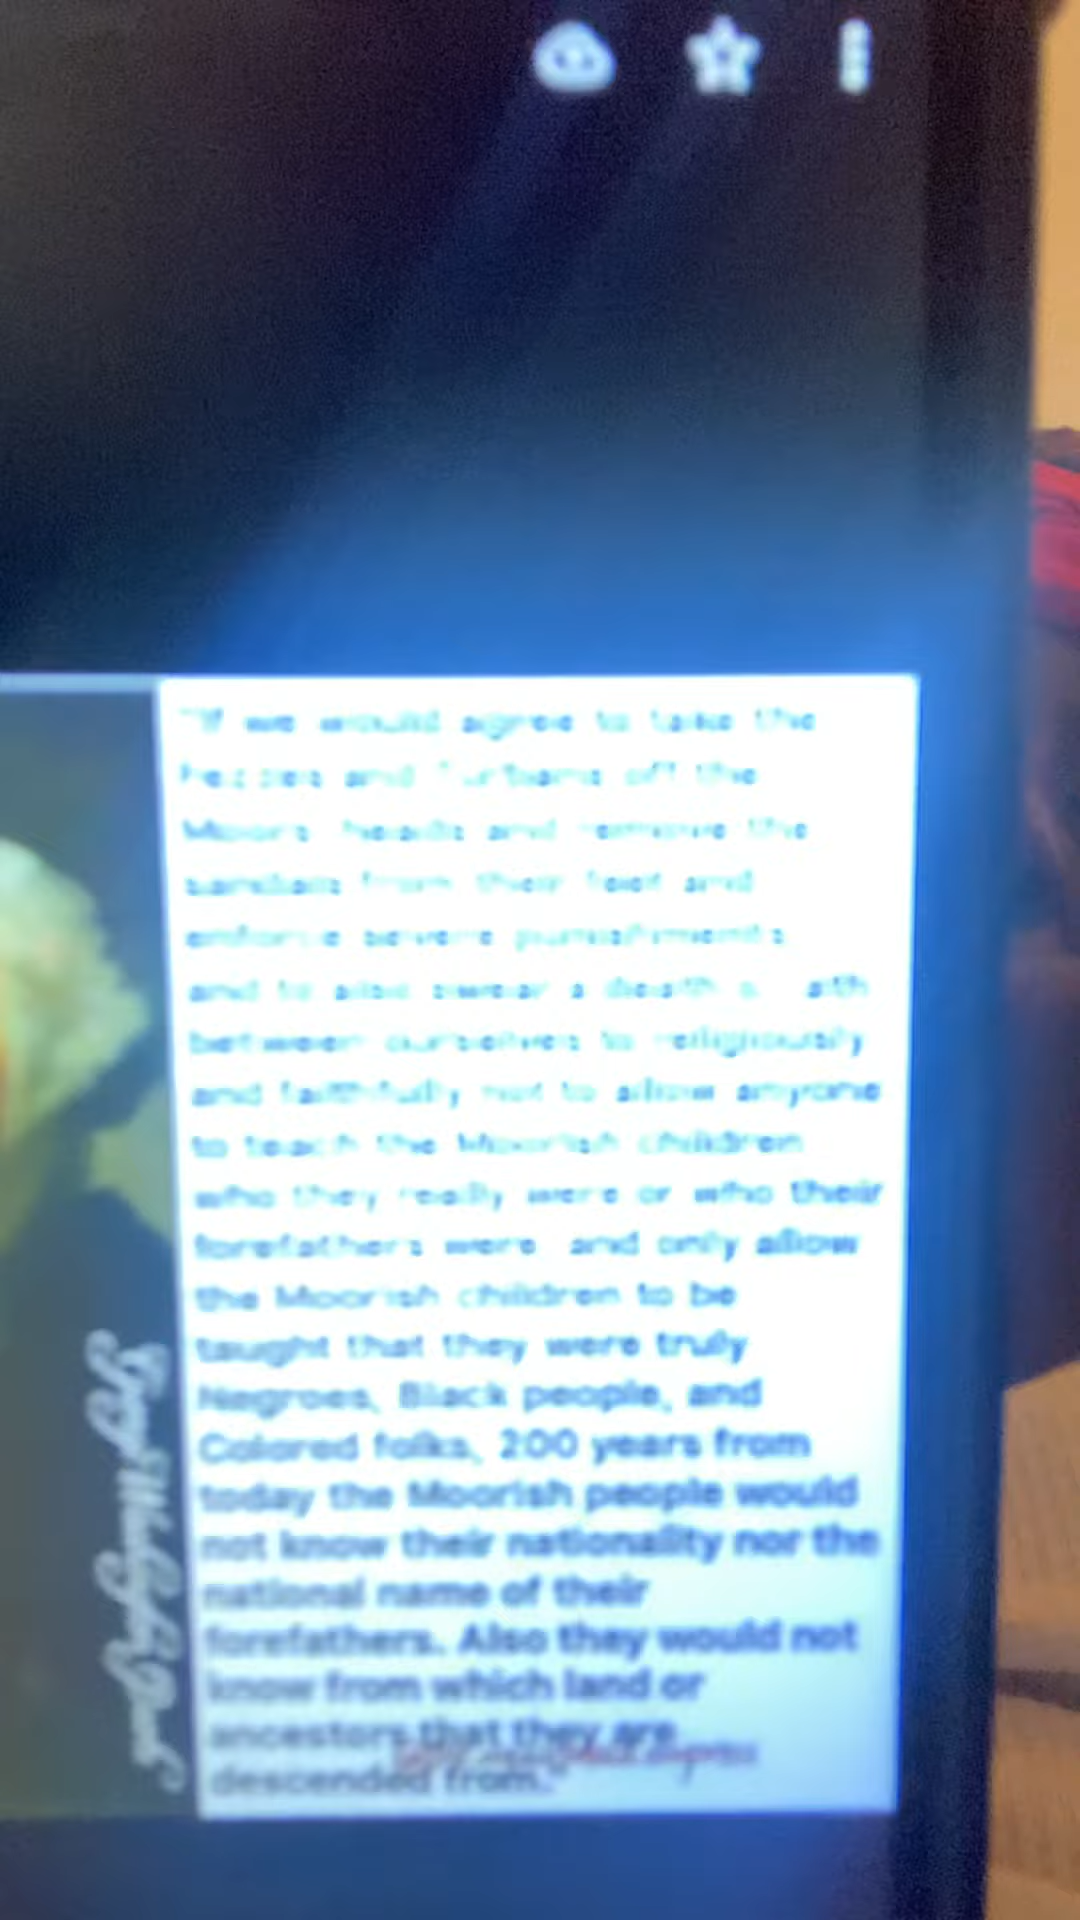 "If we would agree to take the
Fezzes and Turbans off the
Moors' heads and remove the
sandals from their feet and
enforce severe punishments
and to also swear a death's oath
between ourselves to religiously
and faithfully not to allow anyone
to teach the Moorish children
who they really were or who their
forefathers were, and only allow
the Moorish children to be
taught that they were truly
Negroes, Black people, and
Colored folks, 200 years from
today the Moorish people would
not know their nationality nor the
national name of their
forefathers. Also they would not
know from which land or
ancestors that they are
descended from."